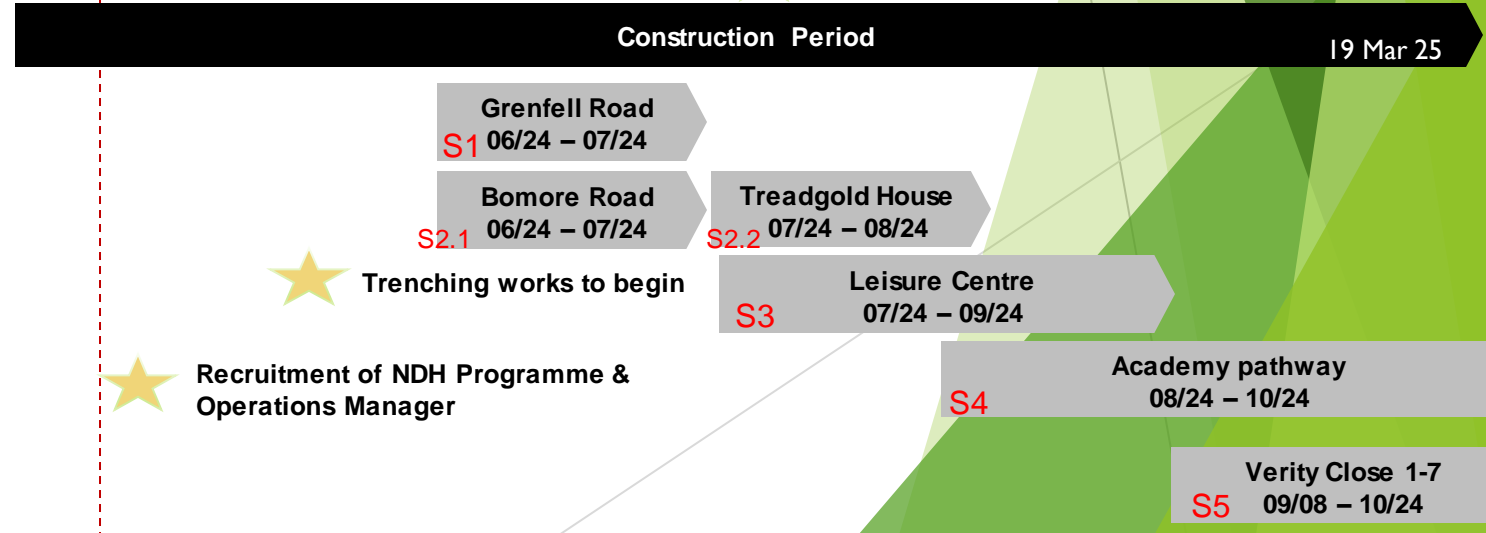 Construction Period
19 Mar 25
Grenfell Road
S1 06/24 – 07/24
Bomore Road
S2.1 06/24 – 07/24
Treadgold House
S2.2 07/24 – 08/24
Trenching works to begin
Leisure Centre
S3 07/24 – 09/24
Recruitment of NDH Programme &
Operations Manager
Academy pathway
S4 08/24 – 10/24
Verity Close 1-7
S5 09/08 – 10/24